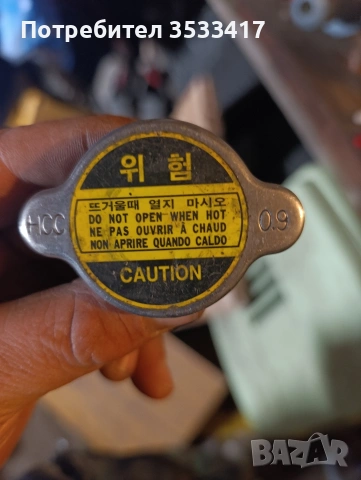 Потребител 3533417
위 험
뜨거울때 열지 마시오
DO NOT OPEN WHEN HOT
NE PAS OUVRIR À CHAUD
NON APRIRE QUANDO CALDO
HCC
0.9
CAUTION
BAZAR